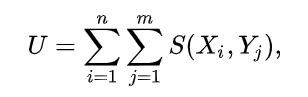 $U = \sum_{i=1}^{n} \sum_{j=1}^{m} S(X_i, Y_j),$